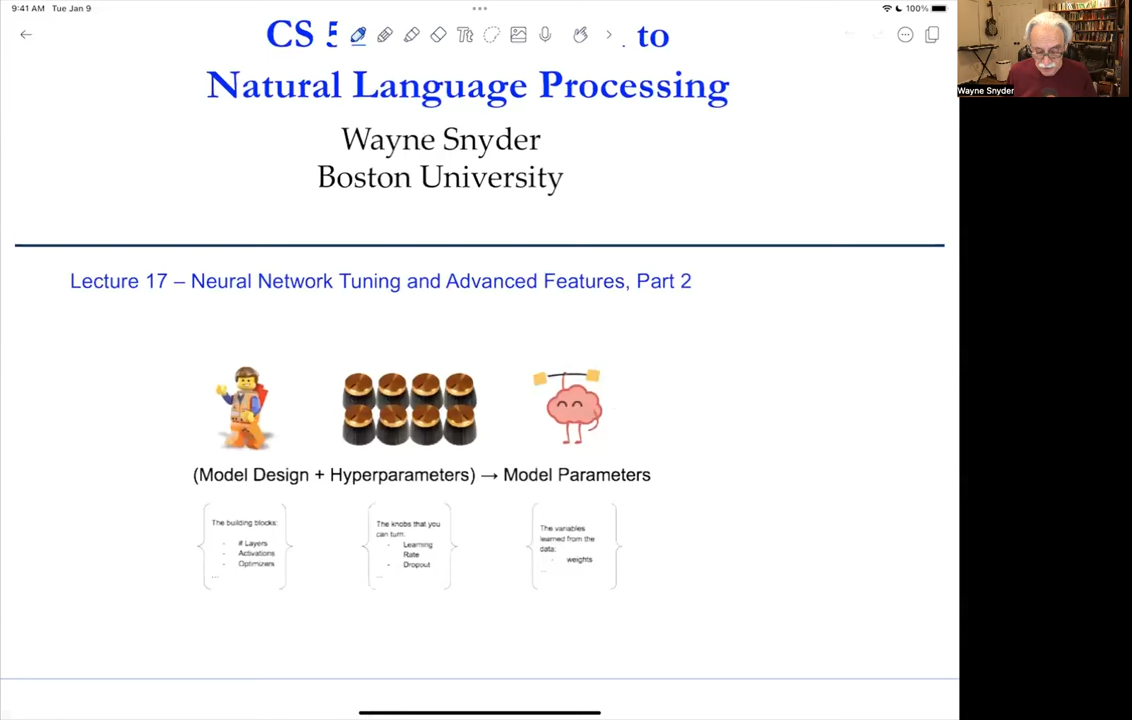 9:41 AM Tue Jan 9
100%
CS 5 to
Natural Language Processing
Wayne Snyder
Boston University
Wayne Snyder
Lecture 17 – Neural Network Tuning and Advanced Features, Part 2
(Model Design + Hyperparameters) → Model Parameters
The building blocks:
- # Layers
- Activations
- Optimizers
...
The knobs that you
can turn:
- Learning
Rate
- Dropout
...
The variables
learned from the
data:
- weights
...